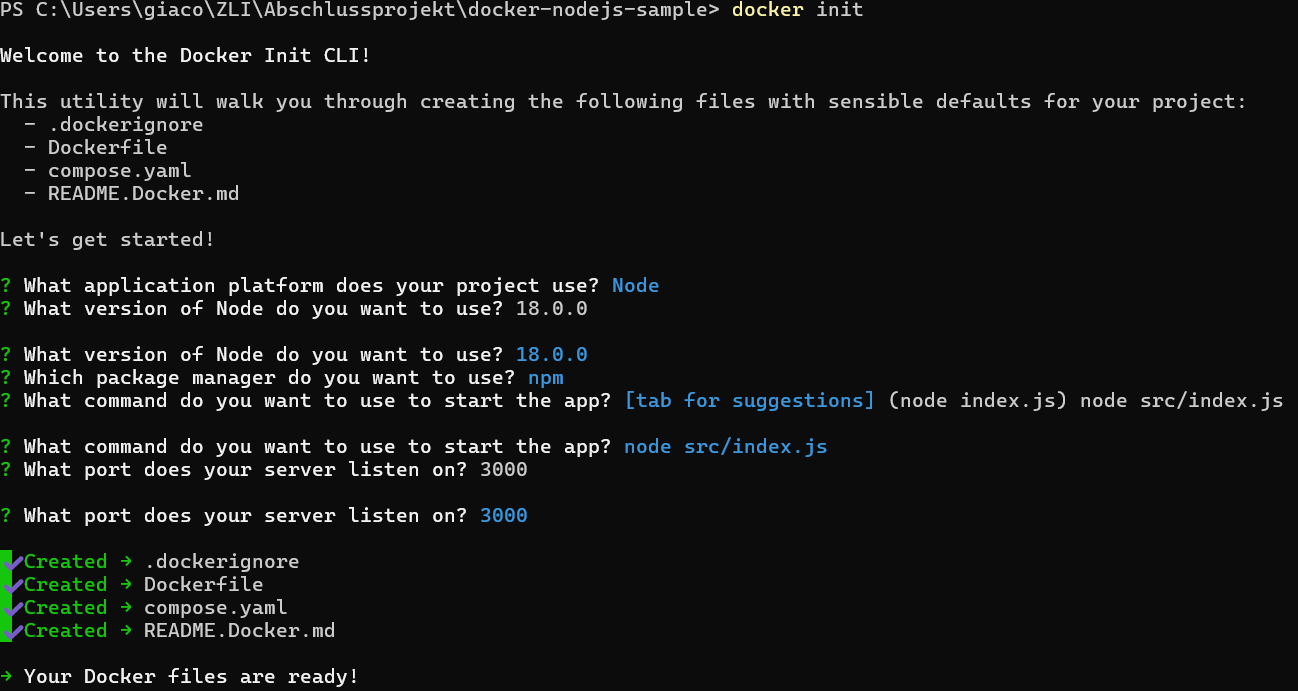 PS C:\Users\giaco\ZLI\Abschlussprojekt\docker-nodejs-sample> docker init
Welcome to the Docker Init CLI!
This utility will walk you through creating the following files with sensible defaults for your project:
  - .dockerignore
  - Dockerfile
  - compose.yaml
  - README.Docker.md
Let's get started!
? What application platform does your project use? Node
? What version of Node do you want to use? 18.0.0
? What version of Node do you want to use? 18.0.0
? Which package manager do you want to use? npm
? What command do you want to use to start the app? [tab for suggestions] (node index.js) node src/index.js
? What command do you want to use to start the app? node src/index.js
? What port does your server listen on? 3000
? What port does your server listen on? 3000
✔Created → .dockerignore
✔Created → Dockerfile
✔Created → compose.yaml
✔Created → README.Docker.md
→ Your Docker files are ready!